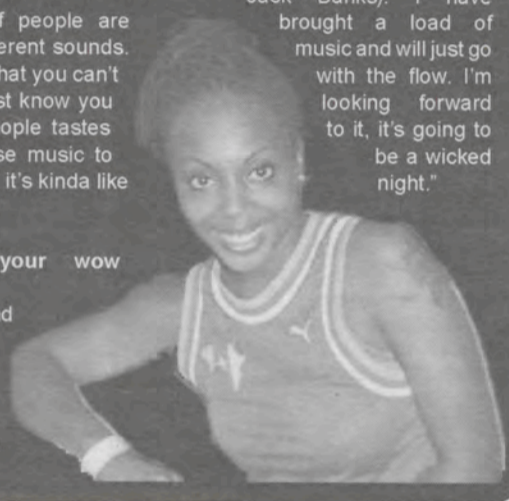 f people are
erent sounds.
hat you can't
st know you
ople tastes
se music to
it's kinda like
your wow
d
brought a load of
music and will just go
with the flow. I'm
looking forward
to it, it's going to
be a wicked
night."